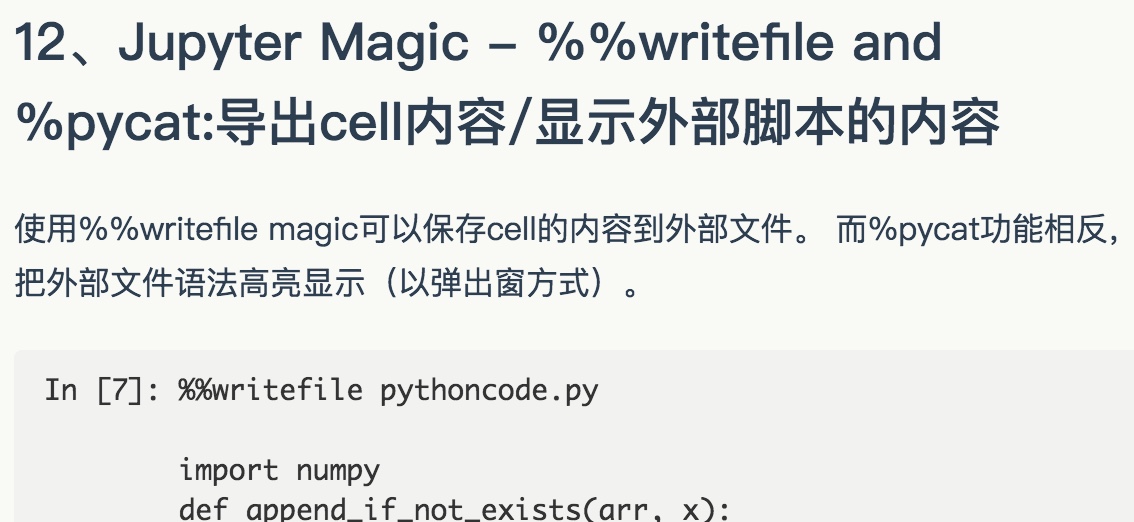 12、Jupyter Magic – %%writefile and
%pycat:导出cell内容/显示外部脚本的内容
使用%%writefile magic可以保存cell的内容到外部文件。 而%pycat功能相反，
把外部文件语法高亮显示（以弹出窗方式）。
In [7]: %%writefile pythoncode.py
import numpy
def append_if_not_exists(arr, x):